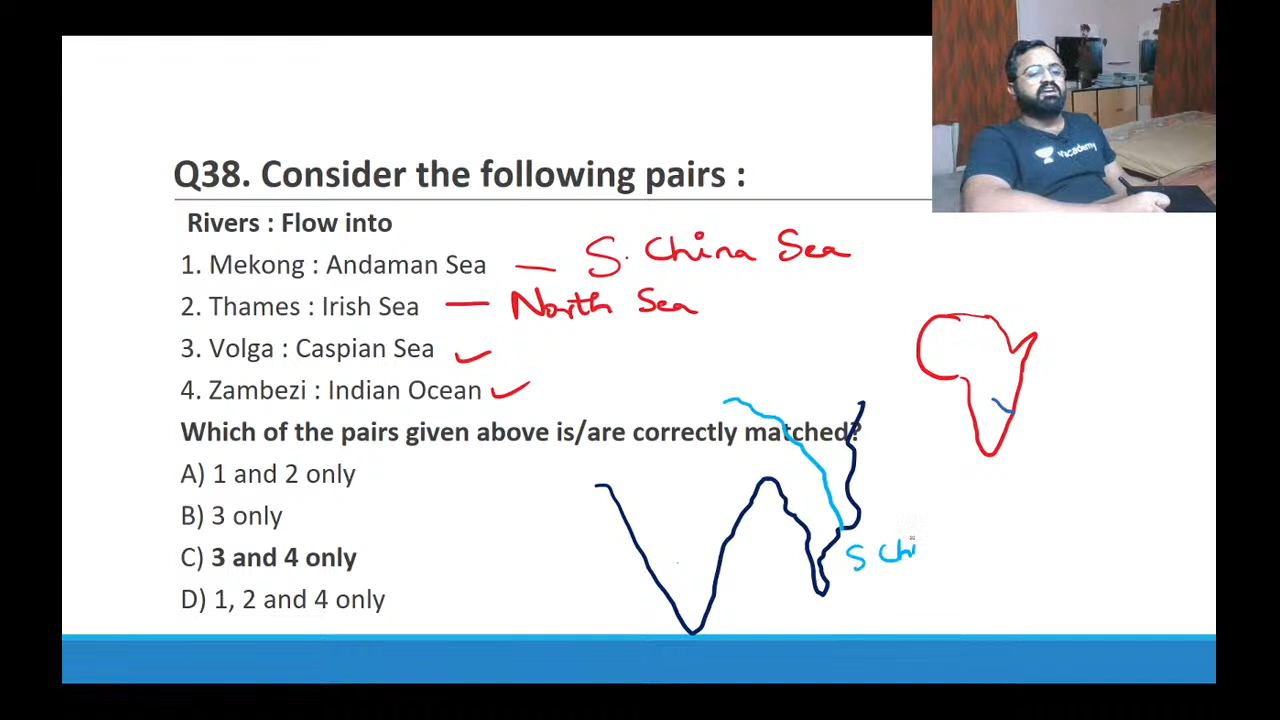 Q38. Consider the following pairs :
Rivers : Flow into
1. Mekong : Andaman Sea — S. China Sea
2. Thames : Irish Sea — North Sea
3. Volga : Caspian Sea ✓
4. Zambezi : Indian Ocean ✓
Which of the pairs given above is/are correctly matched?
A) 1 and 2 only
B) 3 only
S Chi
C) 3 and 4 only
D) 1, 2 and 4 only
unacademy